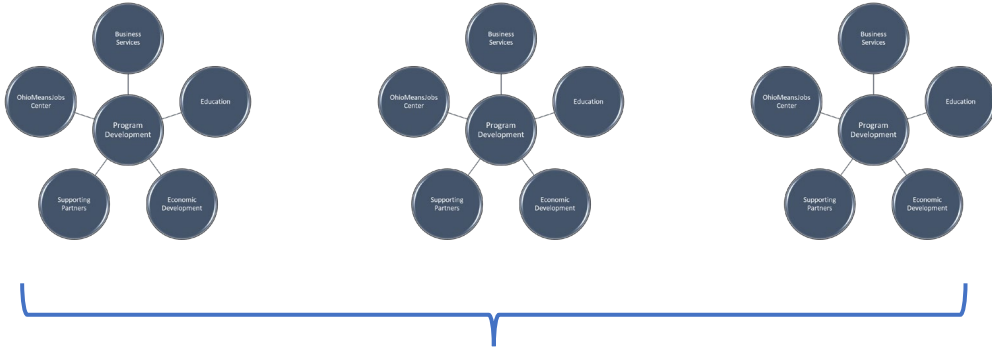 Business
Services
OhioMeansJobs
Center
Education
Program
Development
Supporting
Partners
Economic
Development
Business
Services
OhioMeansJobs
Center
Education
Program
Development
Supporting
Partners
Economic
Development
Business
Services
OhioMeansJobs
Center
Education
Program
Development
Supporting
Partners
Economic
Development